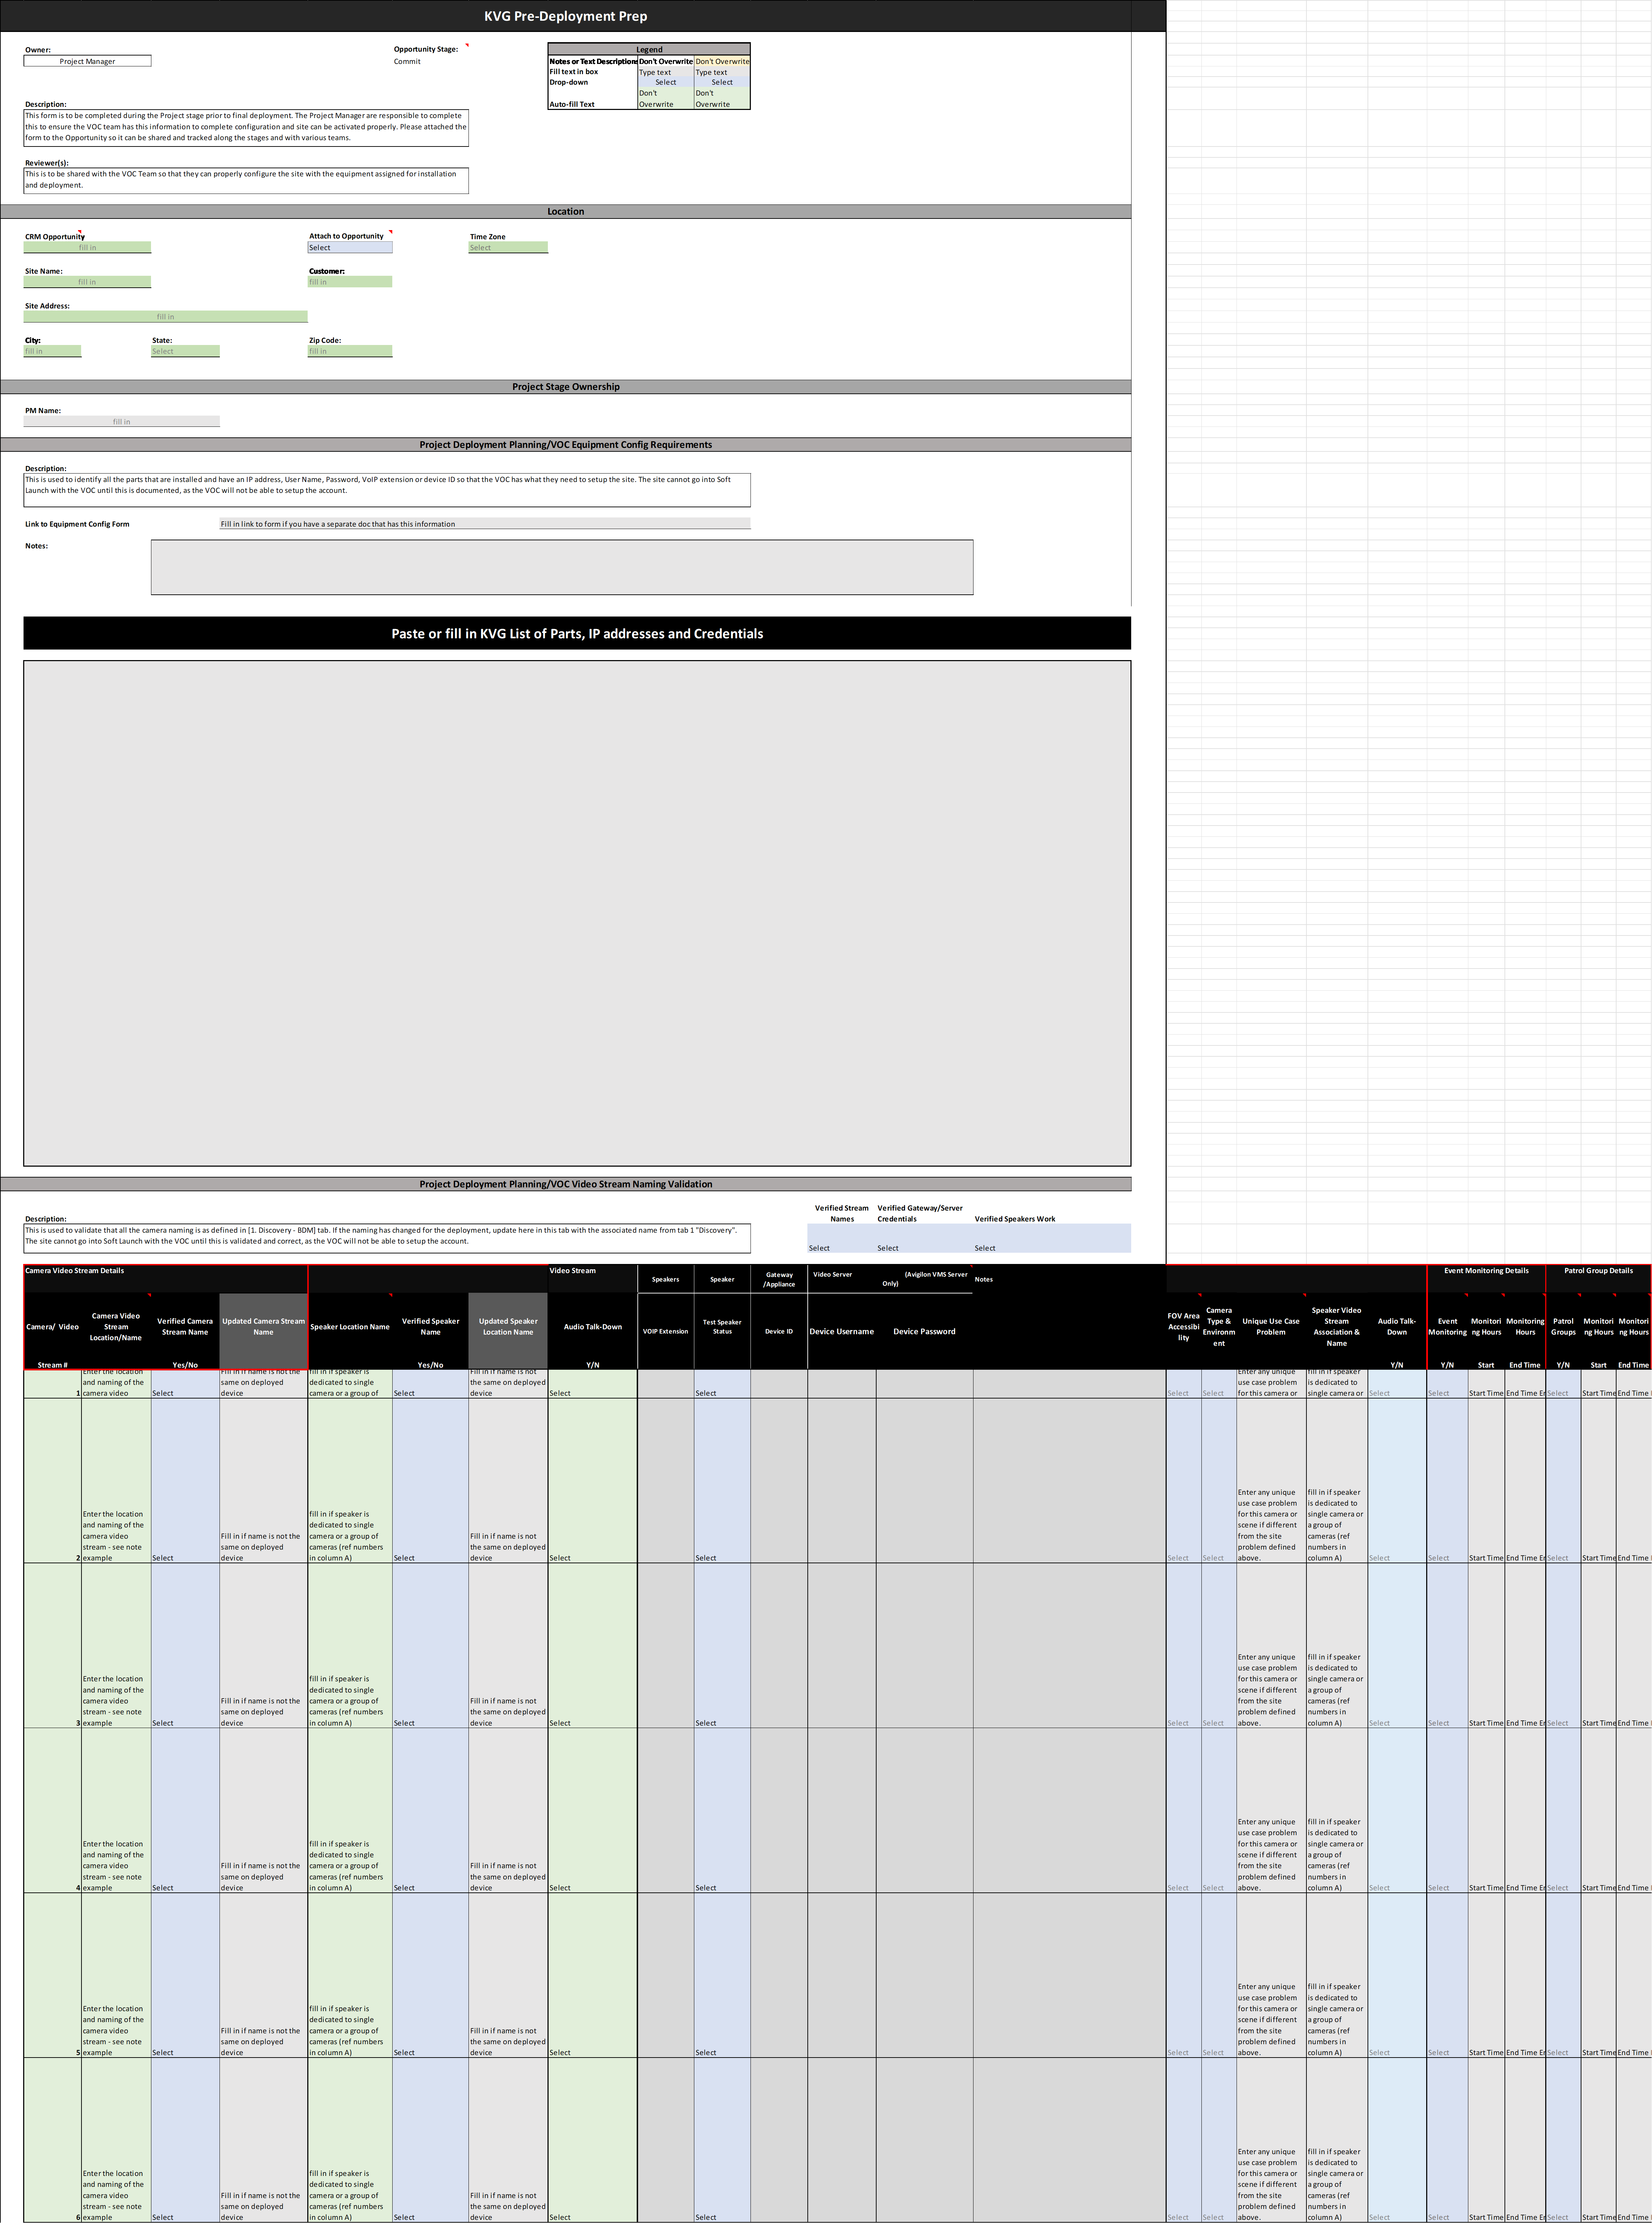 KVG Pre-Deployment Prep
Owner:
Project Manager
Opportunity Stage:
Commit
Legend
Notes or Text Description Don't Overwrite Don't Overwrite
Fill text in box Type text Type text
Drop-down Select Select
Don't Don't
Auto-fill Text Overwrite Overwrite
Description:
This form is to be completed during the Project stage prior to final deployment. The Project Manager are responsible to complete
this to ensure the VOC team has this information to complete configuration and site can be activated properly. Please attached the
form to the Opportunity so it can be shared and tracked along the stages and with various teams.
Reviewer(s):
This is to be shared with the VOC Team so that they can properly configure the site with the equipment assigned for installation
and deployment.
Location
CRM Opportunity Attach to Opportunity Time Zone
fill in Select Select
Site Name: Customer:
fill in fill in
Site Address:
fill in
City: State: Zip Code:
fill in Select fill in
Project Stage Ownership
PM Name:
fill in
Project Deployment Planning/VOC Equipment Config Requirements
Description:
This is used to identify all the parts that are installed and have an IP address, User Name, Password, VoIP extension or device ID so that the VOC has what they need to setup the site. The site cannot go into Soft
Launch with the VOC until this is documented, as the VOC will not be able to setup the account.
Link to Equipment Config Form Fill in link to form if you have a separate doc that has this information
Notes:
Paste or fill in KVG List of Parts, IP addresses and Credentials
Project Deployment Planning/VOC Video Stream Naming Validation
Description:
This is used to validate that all the camera naming is as defined in [1. Discovery - BDM] tab. If the naming has changed for the deployment, update here in this tab with the associated name from tab 1 "Discovery".
The site cannot go into Soft Launch with the VOC until this is validated and correct, as the VOC will not be able to setup the account.
Verified Stream Names
Verified Gateway/Server Credentials
Verified Speakers Work
Select Select Select
Camera Video Stream Details
Video Stream
Speakers
Speaker
Gateway /Appliance
Video Server
(Avigilon VMS Server Only)
Notes
Event Monitoring Details
Patrol Group Details
Camera/ Video Stream #
Camera Video Stream Location/Name
Verified Camera Stream Name Yes/No
Updated Camera Stream Name
Speaker Location Name
Verified Speaker Name Yes/No
Updated Speaker Location Name
Audio Talk-Down Y/N
VOIP Extension
Test Speaker Status
Device ID
Device Username
Device Password
FOV Area Accessibi lity
Camera Type & Environm ent
Unique Use Case Problem
Speaker Video Stream Association & Name
Audio Talk-Down Y/N
Event Monitoring Y/N
Monitori ng Hours Start
Monitoring Hours End Time
Patrol Groups Y/N
Monitori ng Hours Start
Monitori ng Hours End Time
1 Enter the location and naming of the camera video Select Fill in if name is not the same on deployed device fill in if speaker is dedicated to single camera or a group of Select Fill in if name is not the same on deployed device Select Select Select Select Enter any unique use case problem for this camera or fill in if speaker is dedicated to single camera or Select Select Start Time End Time Select Start Time End Time
2 Enter the location and naming of the camera video stream - see note example Select Fill in if name is not the same on deployed device fill in if speaker is dedicated to single camera or a group of cameras (ref numbers in column A) Select Fill in if name is not the same on deployed device Select Select Select Select Enter any unique use case problem for this camera or scene if different from the site problem defined above. fill in if speaker is dedicated to single camera or a group of cameras (ref numbers in column A) Select Select Start Time End Time Select Start Time End Time
3 Enter the location and naming of the camera video stream - see note example Select Fill in if name is not the same on deployed device fill in if speaker is dedicated to single camera or a group of cameras (ref numbers in column A) Select Fill in if name is not the same on deployed device Select Select Select Select Enter any unique use case problem for this camera or scene if different from the site problem defined above. fill in if speaker is dedicated to single camera or a group of cameras (ref numbers in column A) Select Select Start Time End Time Select Start Time End Time
4 Enter the location and naming of the camera video stream - see note example Select Fill in if name is not the same on deployed device fill in if speaker is dedicated to single camera or a group of cameras (ref numbers in column A) Select Fill in if name is not the same on deployed device Select Select Select Select Enter any unique use case problem for this camera or scene if different from the site problem defined above. fill in if speaker is dedicated to single camera or a group of cameras (ref numbers in column A) Select Select Start Time End Time Select Start Time End Time
5 Enter the location and naming of the camera video stream - see note example Select Fill in if name is not the same on deployed device fill in if speaker is dedicated to single camera or a group of cameras (ref numbers in column A) Select Fill in if name is not the same on deployed device Select Select Select Select Enter any unique use case problem for this camera or scene if different from the site problem defined above. fill in if speaker is dedicated to single camera or a group of cameras (ref numbers in column A) Select Select Start Time End Time Select Start Time End Time
6 Enter the location and naming of the camera video stream - see note example Select Fill in if name is not the same on deployed device fill in if speaker is dedicated to single camera or a group of cameras (ref numbers in column A) Select Fill in if name is not the same on deployed device Select Select Select Select Enter any unique use case problem for this camera or scene if different from the site problem defined above. fill in if speaker is dedicated to single camera or a group of cameras (ref numbers in column A) Select Select Start Time End Time Select Start Time End Time